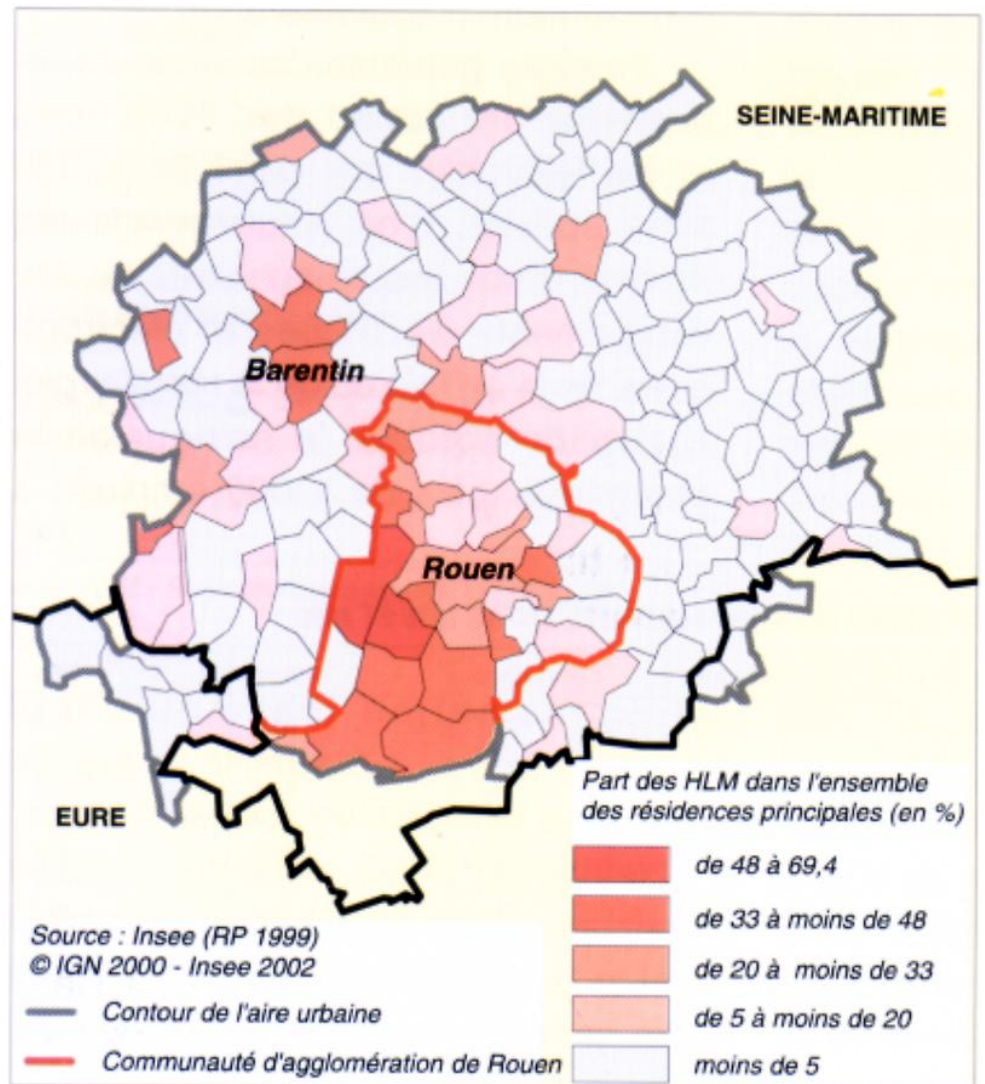 SEINE-MARITIME
Barentin
Rouen
EURE
Part des HLM dans l'ensemble
des résidences principales (en %)
de 48 à 69,4
de 33 à moins de 48
de 20 à moins de 33
de 5 à moins de 20
moins de 5
Source : Insee (RP 1999)
© IGN 2000 - Insee 2002
Contour de l'aire urbaine
Communauté d'agglomération de Rouen